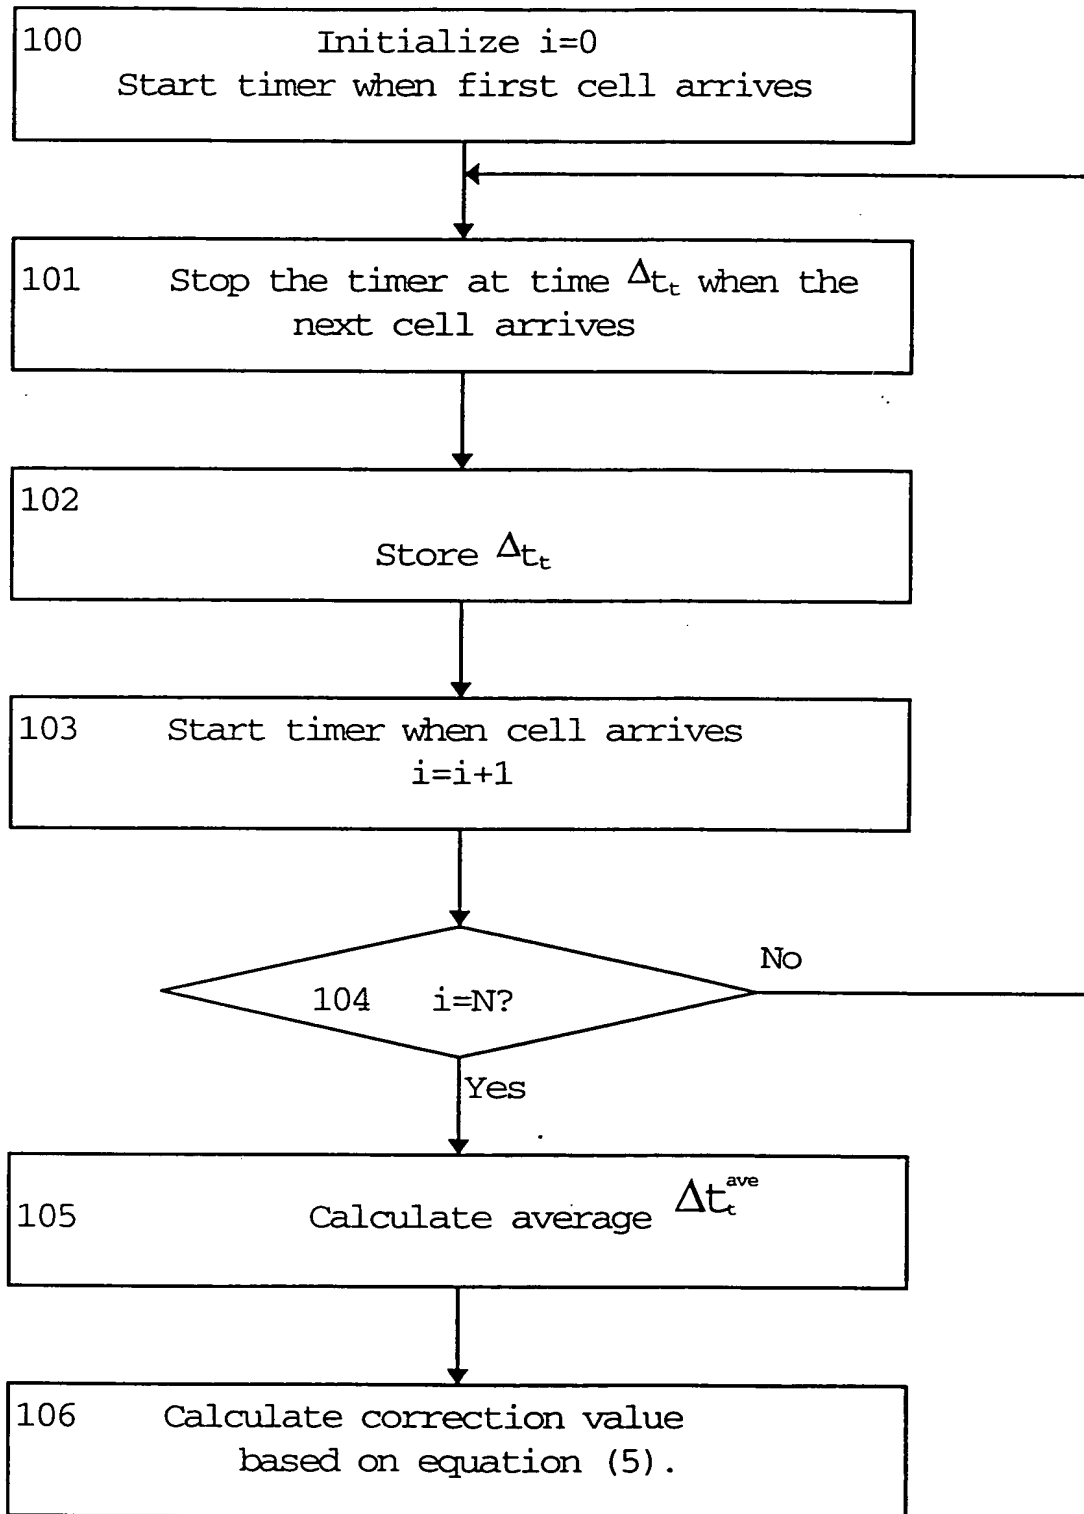 100 Initialize i=0
Start timer when first cell arrives
101 Stop the timer at time Δtₜ when the
next cell arrives
102
Store Δtₜ
103 Start timer when cell arrives
i=i+1
No
104 i=N?
Yes
105 Calculate average Δtₜᵃᵛᵉ
106 Calculate correction value
based on equation (5).